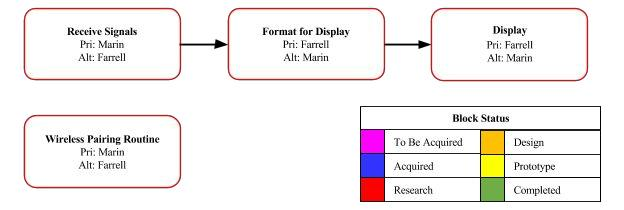 Receive Signals
Pri: Marin
Alt: Farrell
Format for Display
Pri: Farrell
Alt: Marin
Display
Pri: Farrell
Alt: Marin
Wireless Pairing Routine
Pri: Marin
Alt: Farrell
Block Status
To Be Acquired
Design
Acquired
Prototype
Research
Completed